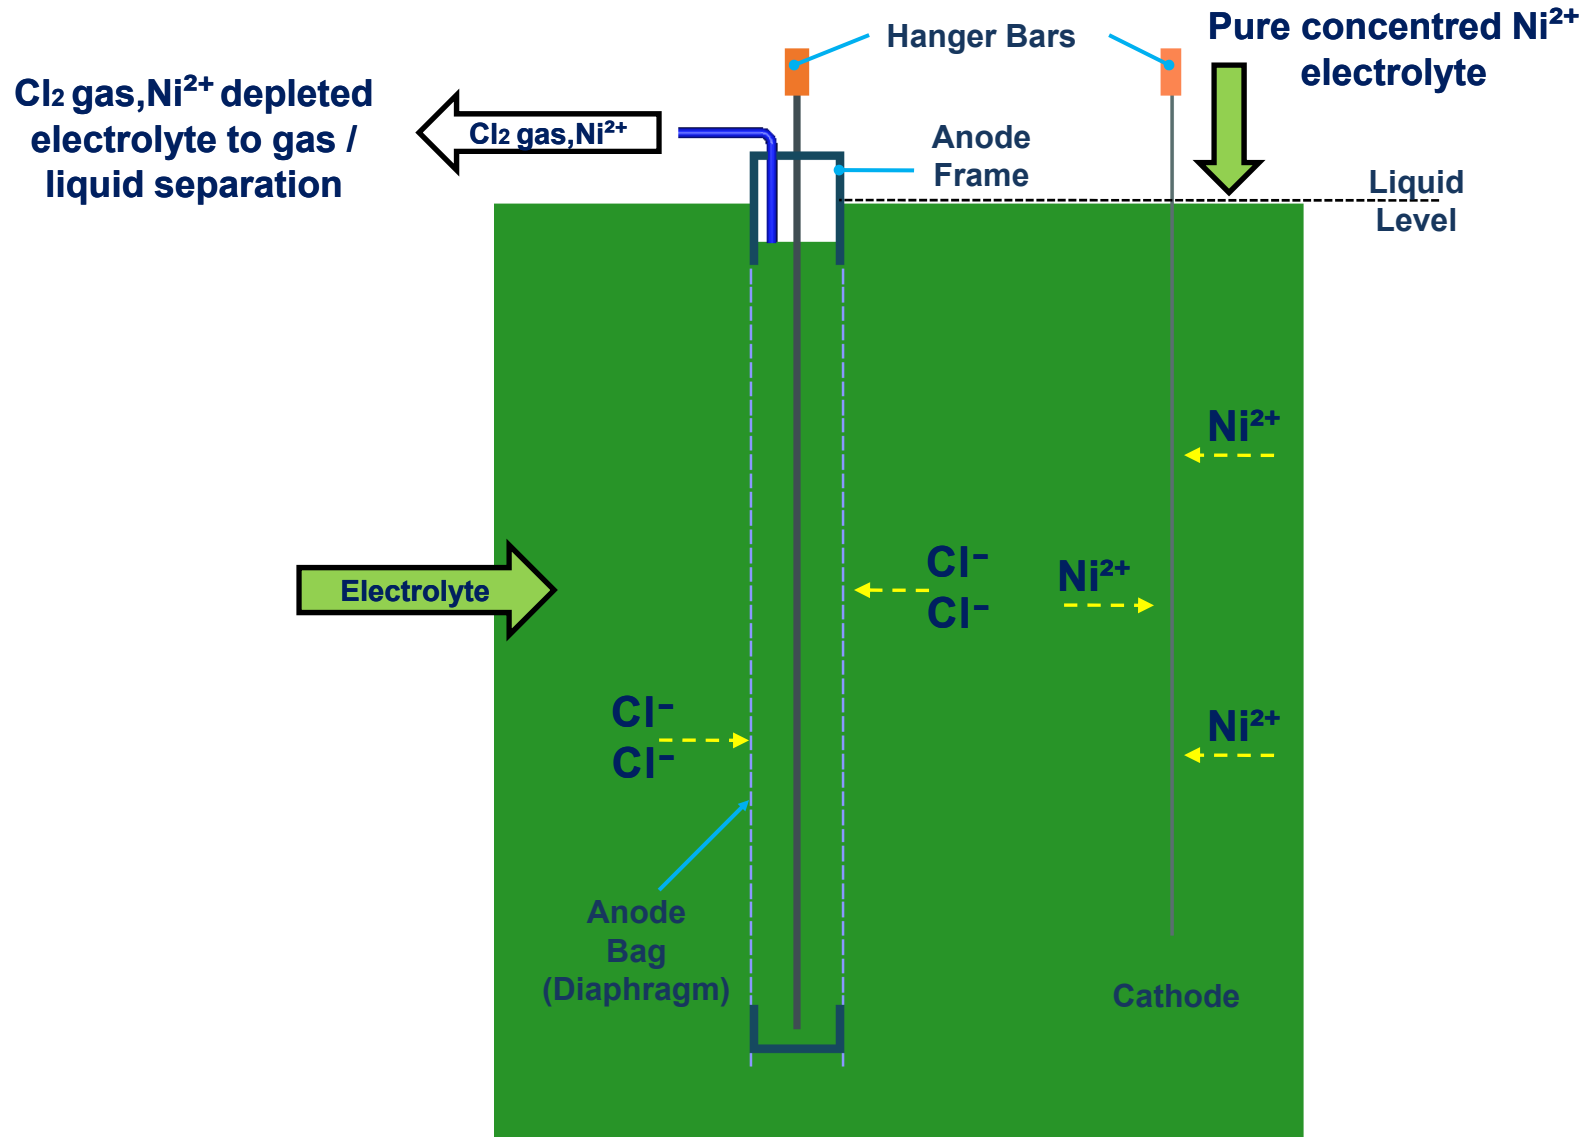 Hanger Bars
Pure concentred Ni²⁺
electrolyte
Cl₂ gas,Ni²⁺ depleted
electrolyte to gas /
liquid separation
Cl₂ gas,Ni²⁺
Anode
Frame
Liquid
Level
Ni²⁺
Cl⁻
Cl⁻
Ni²⁺
Electrolyte
Cl⁻
Cl⁻
Ni²⁺
Anode
Bag
(Diaphragm)
Cathode